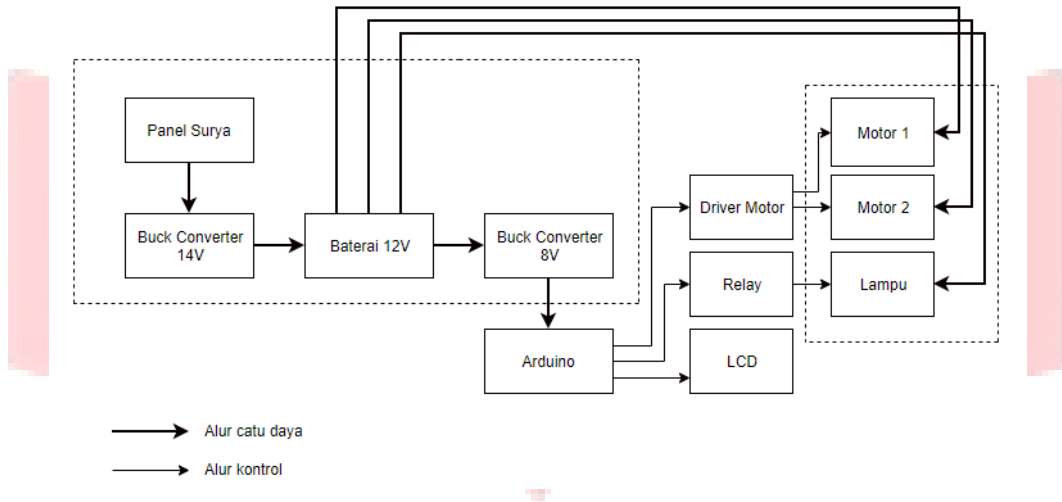 Panel Surya
Motor 1
Driver Motor
Motor 2
Buck Converter
14V
Baterai 12V
Buck Converter
8V
Relay
Lampu
Arduino
LCD
Alur catu daya
Alur kontrol